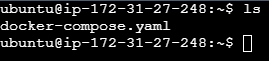 ubuntu@ip-172-31-27-248:~$ ls
docker-compose.yaml
ubuntu@ip-172-31-27-248:~$